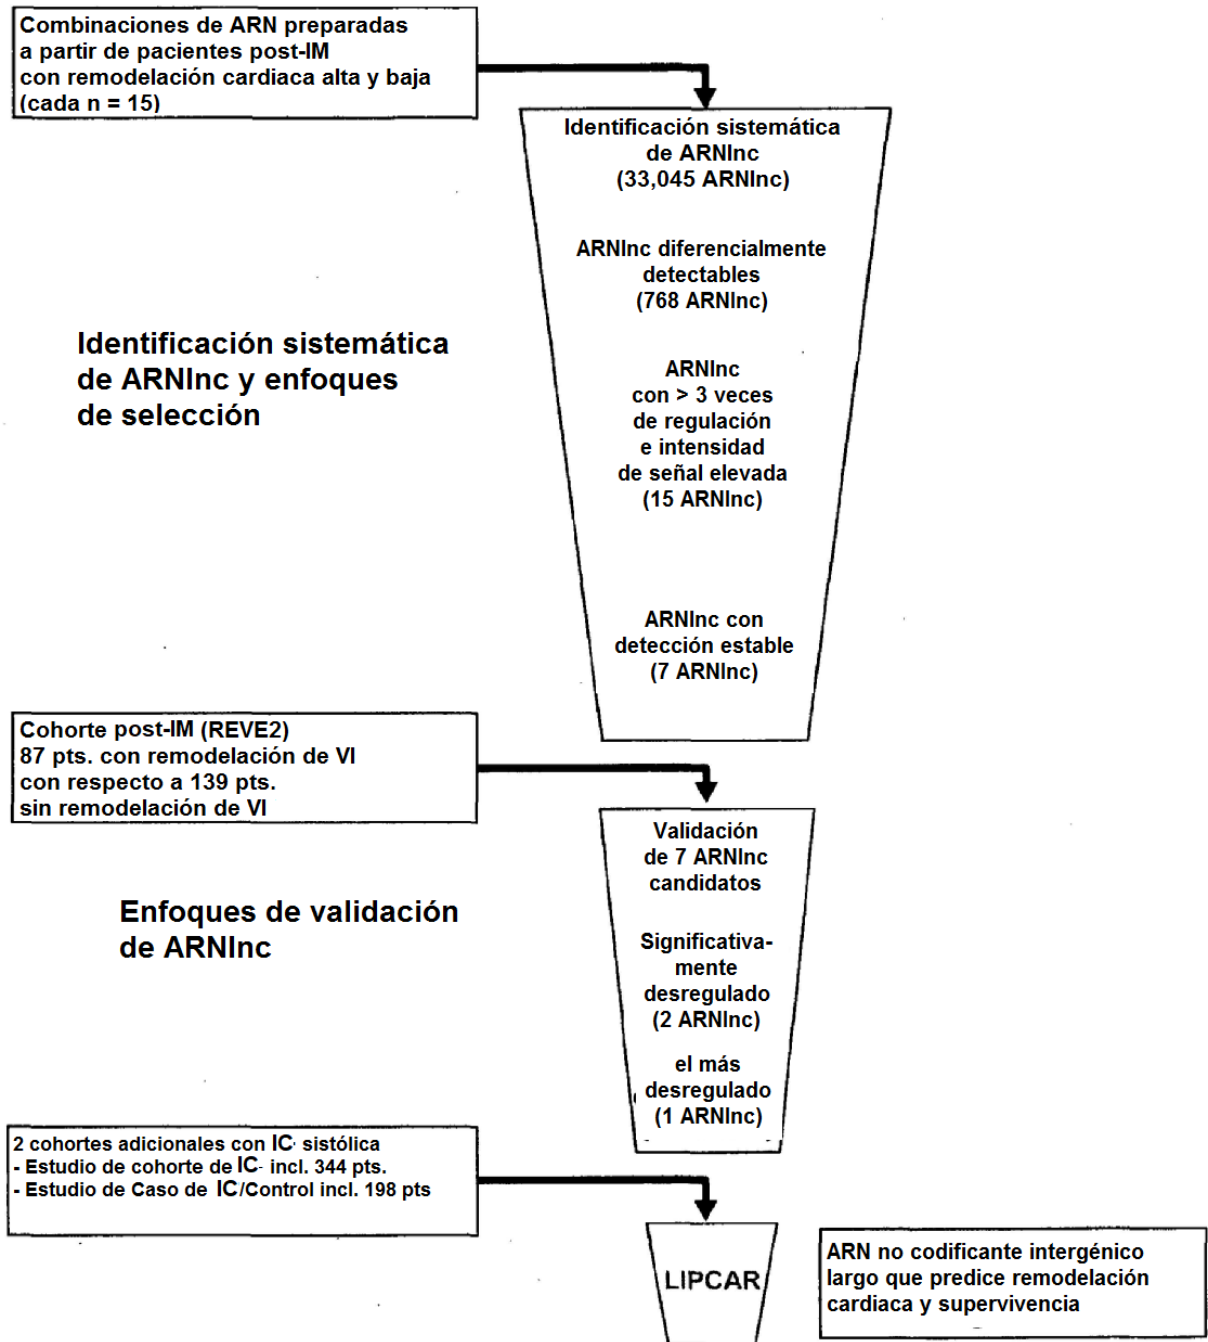 Combinaciones de ARN preparadas
a partir de pacientes post-IM
con remodelación cardiaca alta y baja
(cada n = 15)
Identificación sistemática
de ARNlnc
(33,045 ARNlnc)
ARNlnc diferencialmente
detectables
(768 ARNlnc)
Identificación sistemática
de ARNlnc y enfoques
de selección
ARNlnc
con > 3 veces
de regulación
e intensidad
de señal elevada
(15 ARNlnc)
ARNlnc con
detección estable
(7 ARNlnc)
Cohorte post-IM (REVE2)
87 pts. con remodelación de VI
con respecto a 139 pts.
sin remodelación de VI
Validación
de 7 ARNlnc
candidatos
Enfoques de validación
de ARNlnc
Significativa-
mente
desregulado
(2 ARNlnc)
el más
desregulado
(1 ARNlnc)
2 cohortes adicionales con IC sistólica
- Estudio de cohorte de IC incl. 344 pts.
- Estudio de Caso de IC/Control incl. 198 pts
LIPCAR
ARN no codificante intergénico
largo que predice remodelación
cardiaca y supervivencia